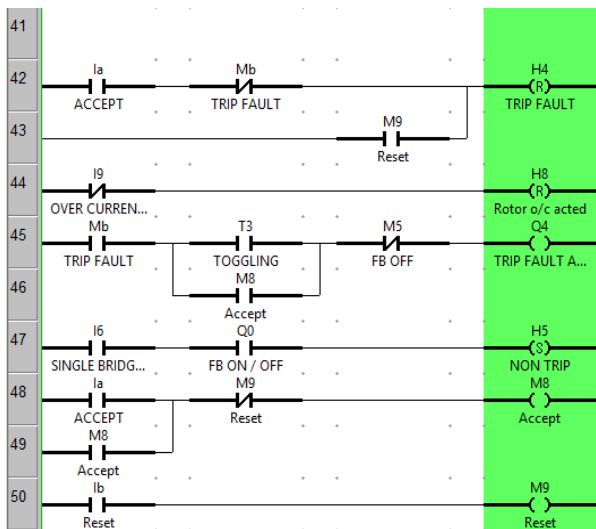 41
Ia Mb H4
42 (R)
ACCEPT TRIP FAULT TRIP FAULT
43 M9
Reset
I9 H8
44 (R)
OVER CURREN... Rotor o/c acted
Mb T3 M5 Q4
45
TRIP FAULT TOGGLING FB OFF TRIP FAULT A...
46 M8
Accept
I6 Q0 H5
47 (S)
SINGLE BRIDG... FB ON / OFF NON TRIP
Ia M9 M8
48
ACCEPT Reset Accept
49 M8
Accept
Ib M9
50
Reset Reset